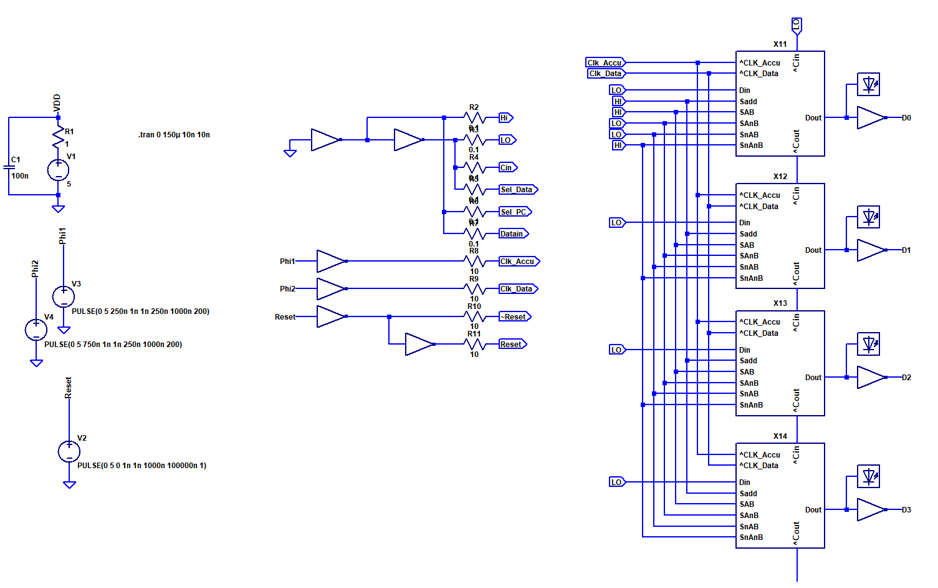 VDD
R1
1
C1
100n
V1
5
.tran 0 150µ 10n 10n
Phi1
Phi2
V3
PULSE(0 5 250n 1n 1n 250n 1000n 200)
V4
PULSE(0 5 750n 1n 1n 250n 1000n 200)
Reset
V2
PULSE(0 5 0 1n 1n 1000n 100000n 1)
R2
0.1
Hi
LO
0.1
R4
Cin
Sel_Data
Sel_PC
0.1
Datain
Phi1
R8
10
Clk_Accu
Phi2
R9
10
Clk_Data
Reset
R10
10
~Reset
R11
10
Reset
LO
X11
Clk_Accu
Clk_Data
LO
HI
HI
LO
LO
HI
^CLK_Accu
^CLK_Data
Din
Sadd
SAB
SAnB
SnAB
SnAnB
^Cin
^Cout
Dout
D0
X12
LO
^CLK_Accu
^CLK_Data
Din
Sadd
SAB
SAnB
SnAB
SnAnB
^Cin
^Cout
Dout
D1
X13
LO
^CLK_Accu
^CLK_Data
Din
Sadd
SAB
SAnB
SnAB
SnAnB
^Cin
^Cout
Dout
D2
X14
LO
^CLK_Accu
^CLK_Data
Din
Sadd
SAB
SAnB
SnAB
SnAnB
^Cin
^Cout
Dout
D3